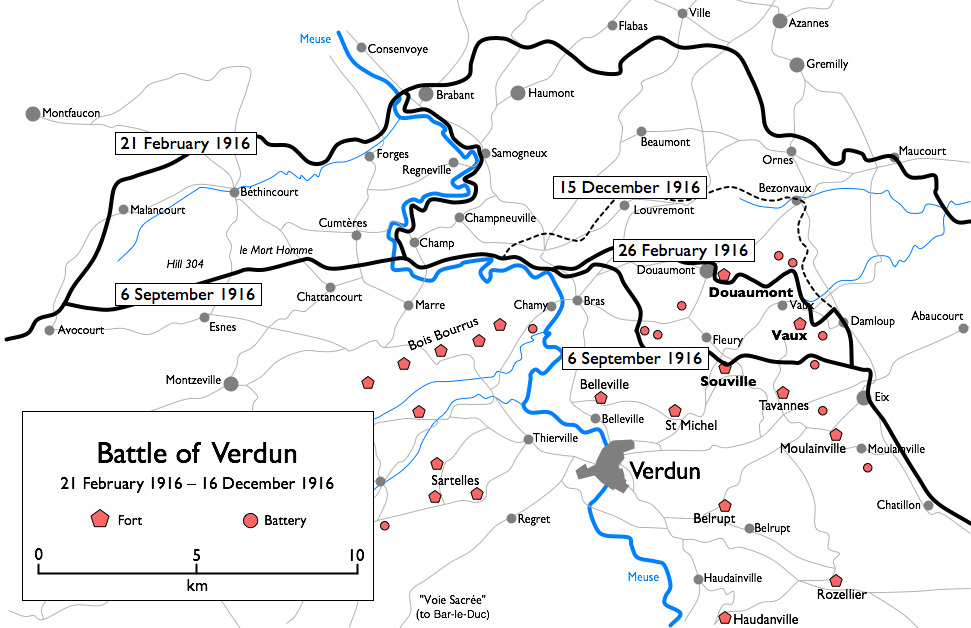 Ville
Flabas
Azannes
Meuse
Consenvoye
Gremilly
Brabant
Haumont
Montfaucon
21 February 1916
Beaumont
Forges
Samogneux
Maucourt
Regneville
Ornes
Béthincourt
15 December 1916
Bezonvaux
Malancourt
Louvremont
Champneuville
Cumtères
Champ
le Mort Homme
26 February 1916
Hill 304
Douaumont
6 September 1916
Chattancourt
Douaumont
Marre
Chamy
Bras
Vaux
Damloup
Abaucourt
Avocourt
Esnes
Bois Bourrus
Vaux
Fleury
6 September 1916
Montzeville
Belleville
Souville
Eix
Tavannes
Belleville
St Michel
Thierville
Moulainville
Moulainville
Battle of Verdun
Verdun
21 February 1916 – 16 December 1916
Sartelles
Fort
Battery
Regret
Belrupt
Belrupt
Chatillon
0 5 10
km
Meuse
Haudainville
Rozellier
"Voie Sacrée"
(to Bar-le-Duc)
Haudanville